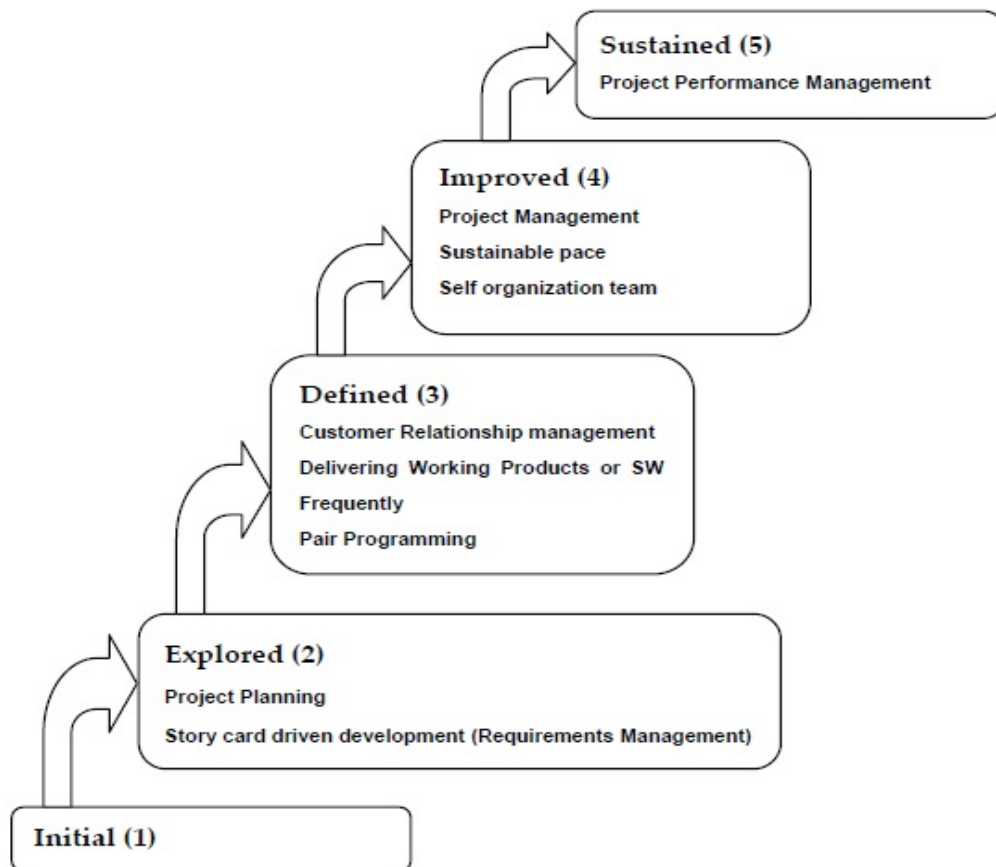 Sustained (5)
Project Performance Management
Improved (4)
Project Management
Sustainable pace
Self organization team
Defined (3)
Customer Relationship management
Delivering Working Products or SW
Frequently
Pair Programming
Explored (2)
Project Planning
Story card driven development (Requirements Management)
Initial (1)